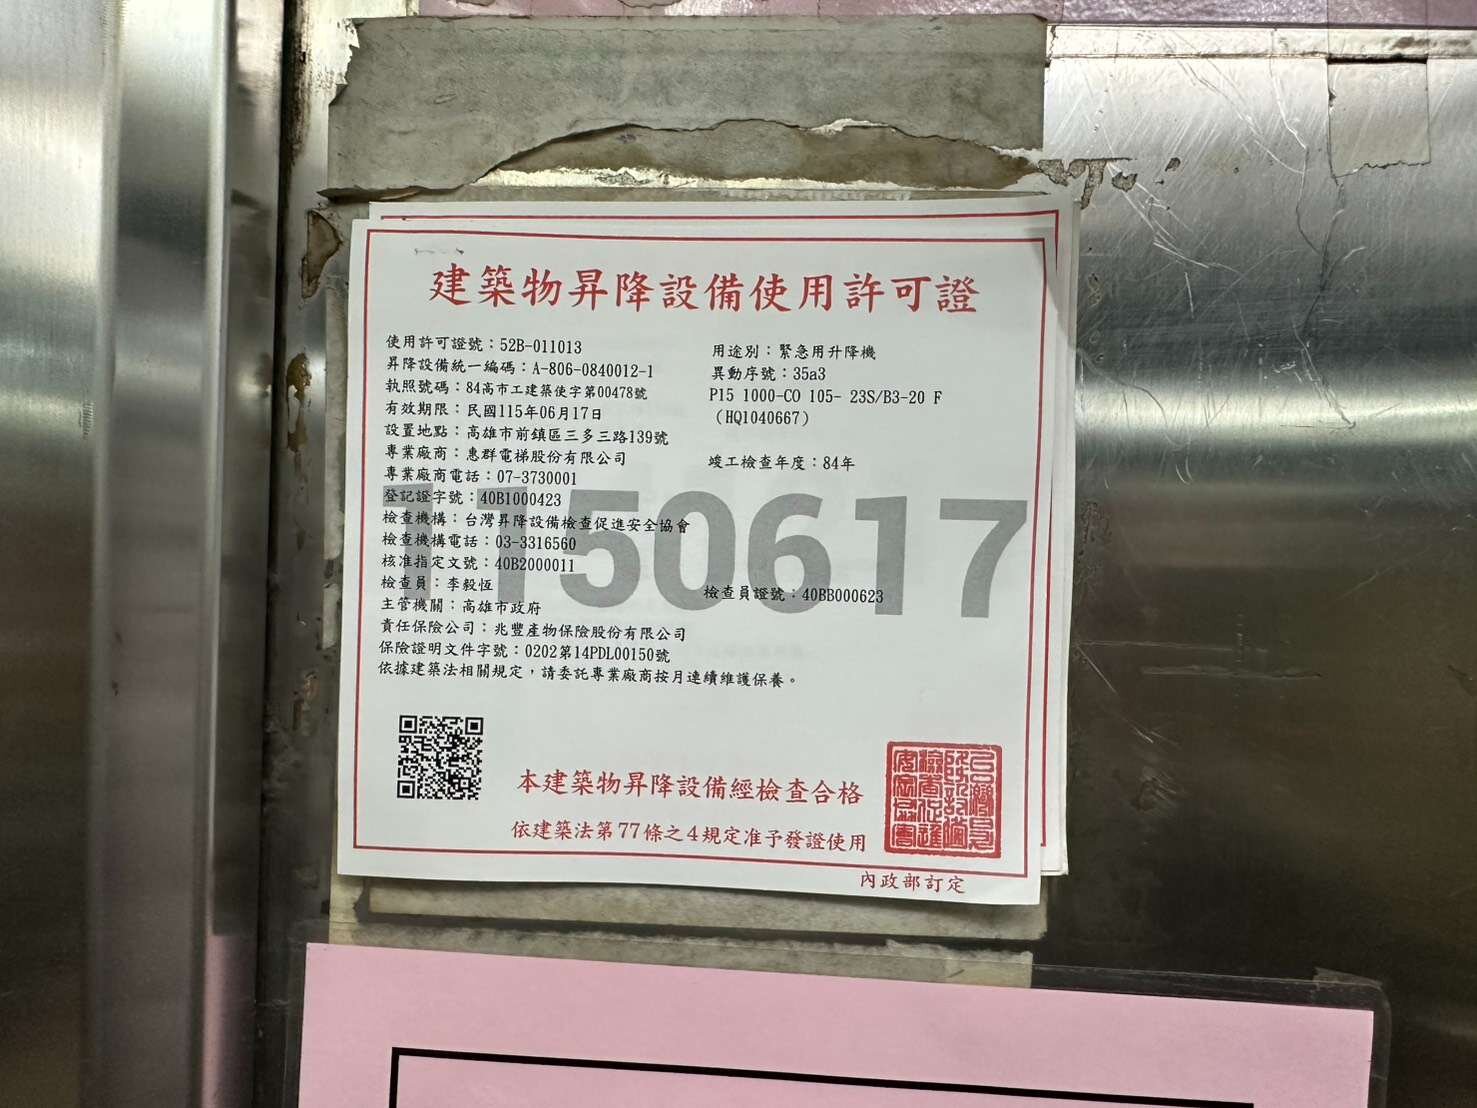 建築物昇降設備使用許可證
使用許可證號：52B-011013
用途別：緊急用升降機
昇降設備統一編碼：A-806-0840012-1
異動序號：35a3
執照號碼：84高市工建築使字第00478號
P15 1000-CO 105- 23S/B3-20 F
有效期限：民國115年06月17日
（HQ1040667）
設置地點：高雄市前鎮區三多三路139號
專業廠商：惠群電梯股份有限公司
竣工檢查年度：84年
專業廠商電話：07-3730001
登記證字號：40B1000423
1150617
檢查機構：台灣昇降設備檢查促進安全協會
檢查機構電話：03-3316560
核准指定文號：40B2000011
檢查員：李毅恆
檢查員證號：40BB000623
主管機關：高雄市政府
責任保險公司：兆豐產物保險股份有限公司
保險證明文件字號：0202第14PDL00150號
依據建築法相關規定，請委託專業廠商按月連續維護保養。
本建築物昇降設備經檢查合格
依建築法第77條之4規定准予發證使用
內政部訂定